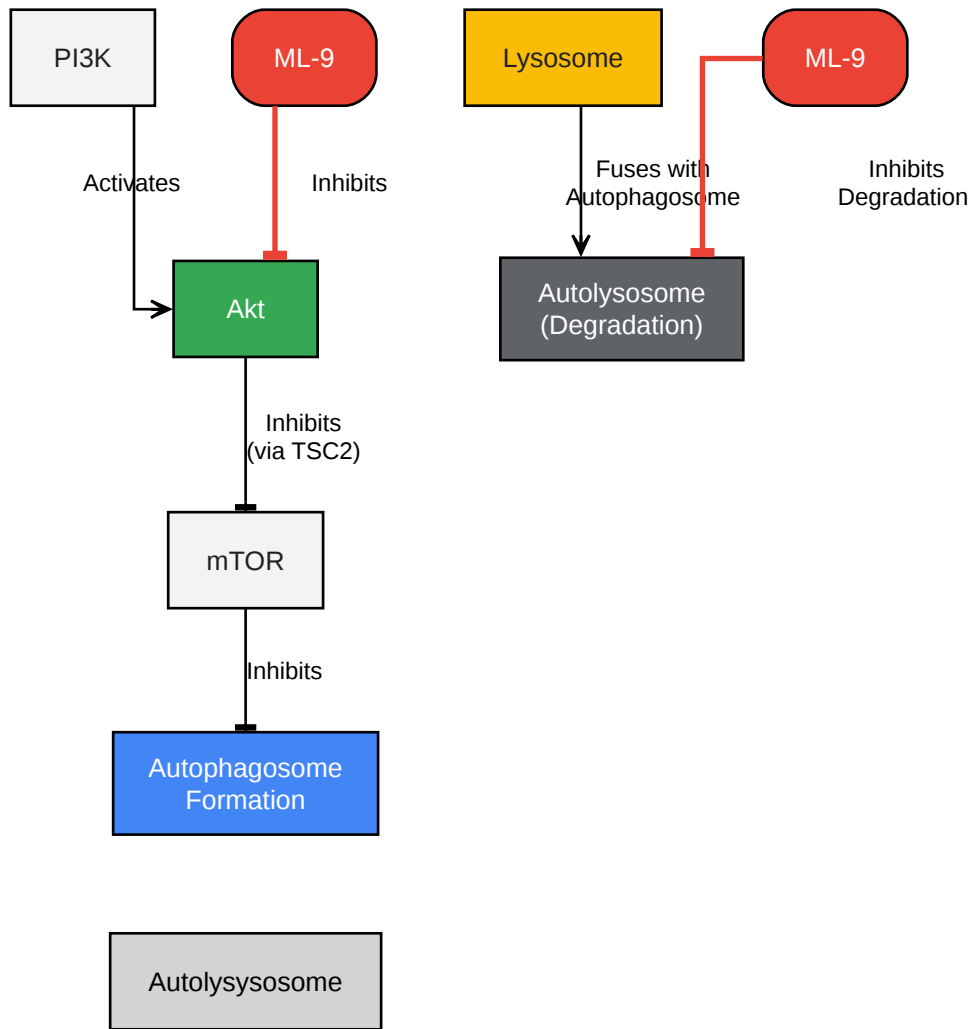 PI3K
ML-9
Lysosome
ML-9
Activates
Inhibits
Fuses with
Autophagosome
Inhibits
Degradation
Akt
Autolysosome
(Degradation)
Inhibits
(via TSC2)
mTOR
Inhibits
Autophagosome
Formation
Autolysysosome